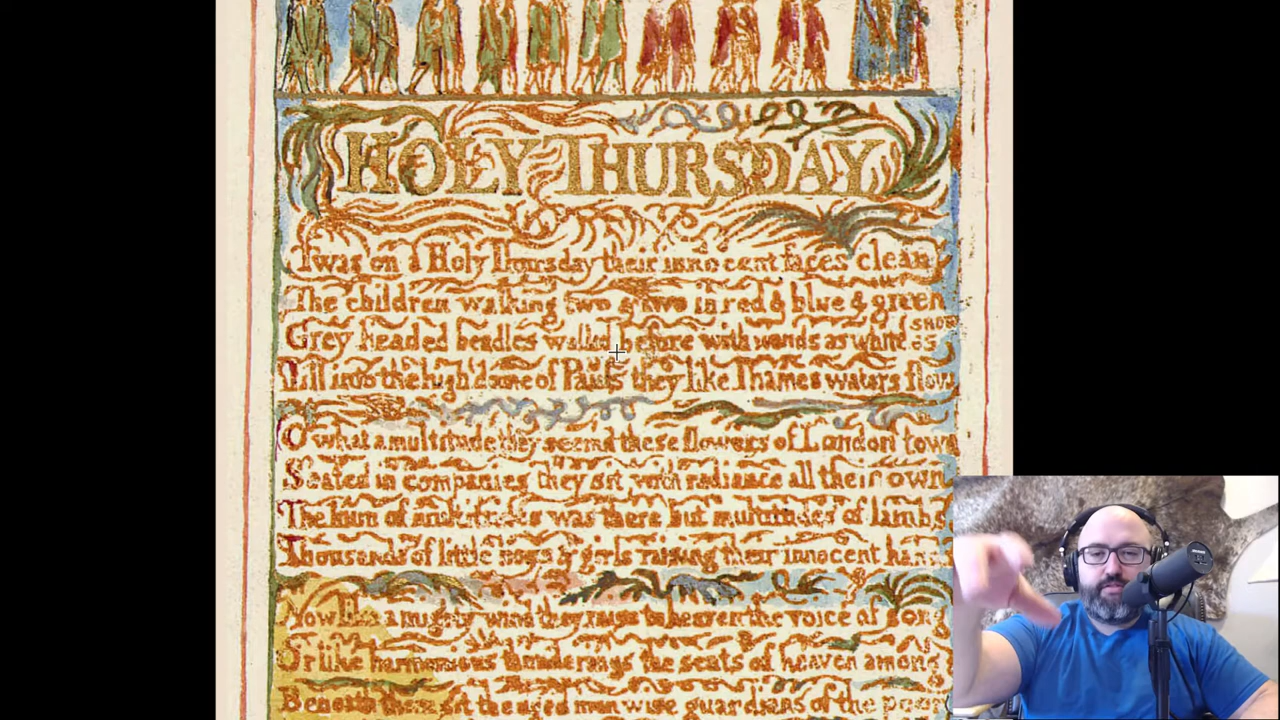 HOLY THURSDAY
Twas on a Holy Thursday their innocent faces clean
The children walking two & two in red & blue & green
Grey headed beadles walkd before with wands as white as snow
Till into the high dome of Pauls they like Thames waters flow
O what a multitude they seemd these flowers of London town
Seated in companies they sit with radiance all their own
The hum of multitudes was there but multitudes of lambs
Thousands of little boys & girls raising their innocent hands
Now like a mighty wind they raise to heaven the voice of song
Or like harmonious thunderings the seats of heaven among
Beneath them sit the aged men wise guardians of the poor